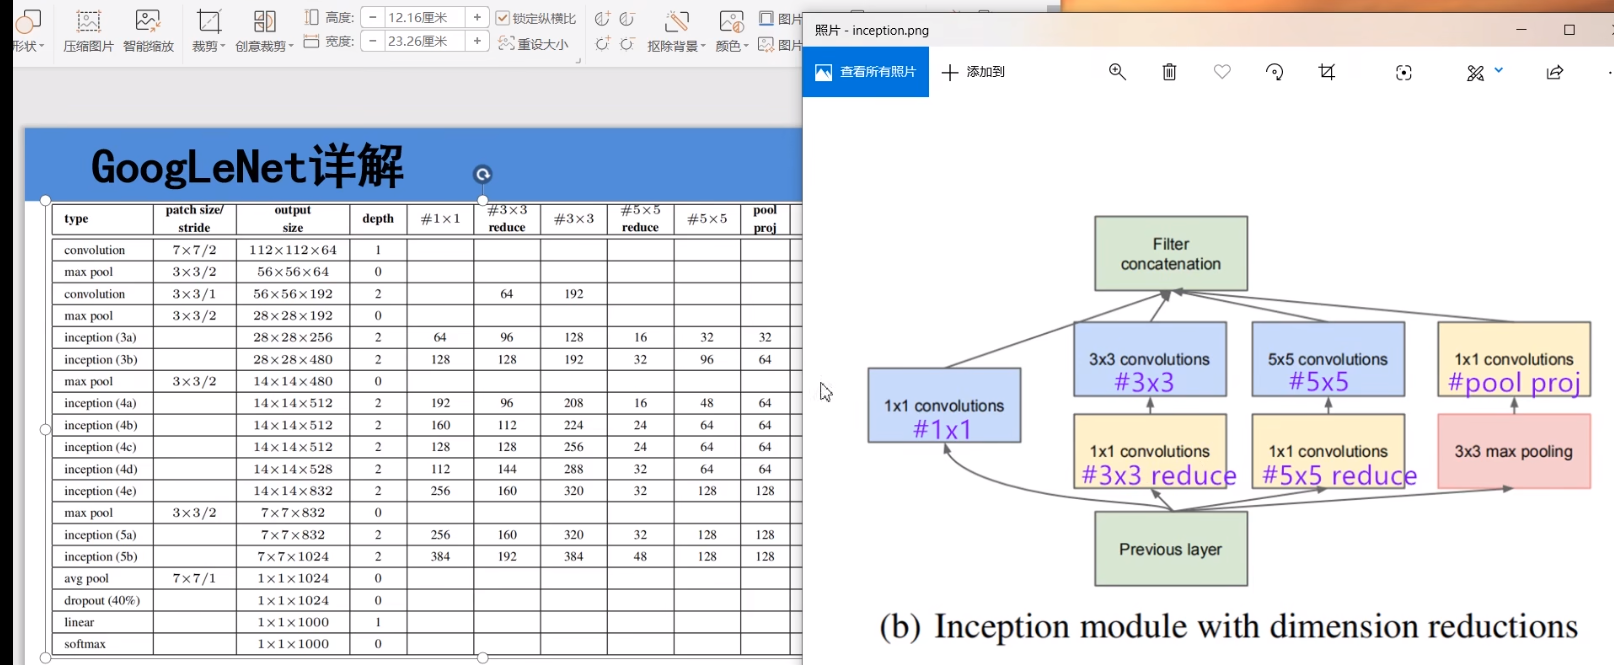 形状
压缩图片
智能缩放
裁剪
创意裁剪
高度:
− 12.16厘米 +
锁定纵横比
宽度:
− 23.26厘米 +
重设大小
抠除背景
颜色
图片
图片
照片 - inception.png
查看所有照片
添加到
GoogLeNet详解
type patch size/ stride output size depth #1×1 #3×3 reduce #3×3 #5×5 reduce #5×5 pool proj
convolution 7×7/2 112×112×64 1
max pool 3×3/2 56×56×64 0
convolution 3×3/1 56×56×192 2 64 192
max pool 3×3/2 28×28×192 0
inception (3a) 28×28×256 2 64 96 128 16 32 32
inception (3b) 28×28×480 2 128 128 192 32 96 64
max pool 3×3/2 14×14×480 0
inception (4a) 14×14×512 2 192 96 208 16 48 64
inception (4b) 14×14×512 2 160 112 224 24 64 64
inception (4c) 14×14×512 2 128 128 256 24 64 64
inception (4d) 14×14×528 2 112 144 288 32 64 64
inception (4e) 14×14×832 2 256 160 320 32 128 128
max pool 3×3/2 7×7×832 0
inception (5a) 7×7×832 2 256 160 320 32 128 128
inception (5b) 7×7×1024 2 384 192 384 48 128 128
avg pool 7×7/1 1×1×1024 0
dropout (40%) 1×1×1024 0
linear 1×1×1000 1
softmax 1×1×1000 0
Filter
concatenation
3x3 convolutions
#3x3
5x5 convolutions
#5x5
1x1 convolutions
#pool proj
1x1 convolutions
#1x1
1x1 convolutions
#3x3 reduce
1x1 convolutions
#5x5 reduce
3x3 max pooling
Previous layer
(b) Inception module with dimension reductions